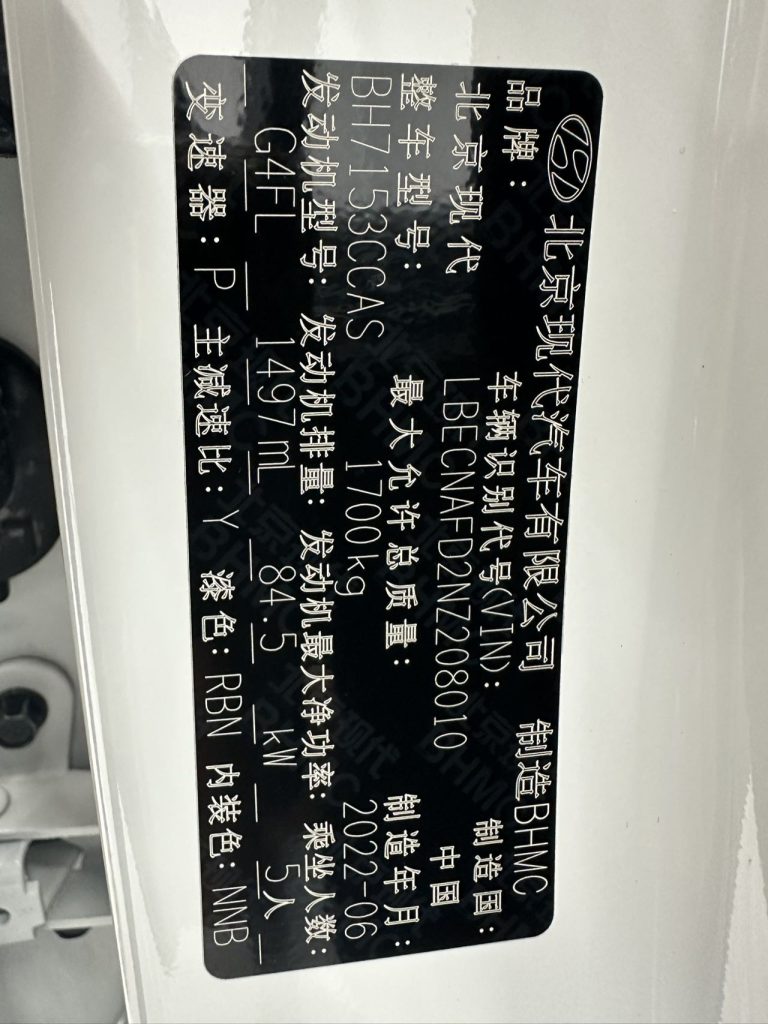 北京现代汽车有限公司 制造BHMC
品牌: 车辆识别代号(VIN): 制造国:
北京现代 LBECNAFD2NZ208010 中国
整车型号: 最大允许总质量: 制造年月:
BH7153CCAS 1700kg 2022-06
发动机型号: 发动机排量: 发动机最大净功率: 乘坐人数:
G4FL 1497mL 84.5 kW 5人
变速器: P 主减速比: Y 漆色: RBN 内装色: NNB